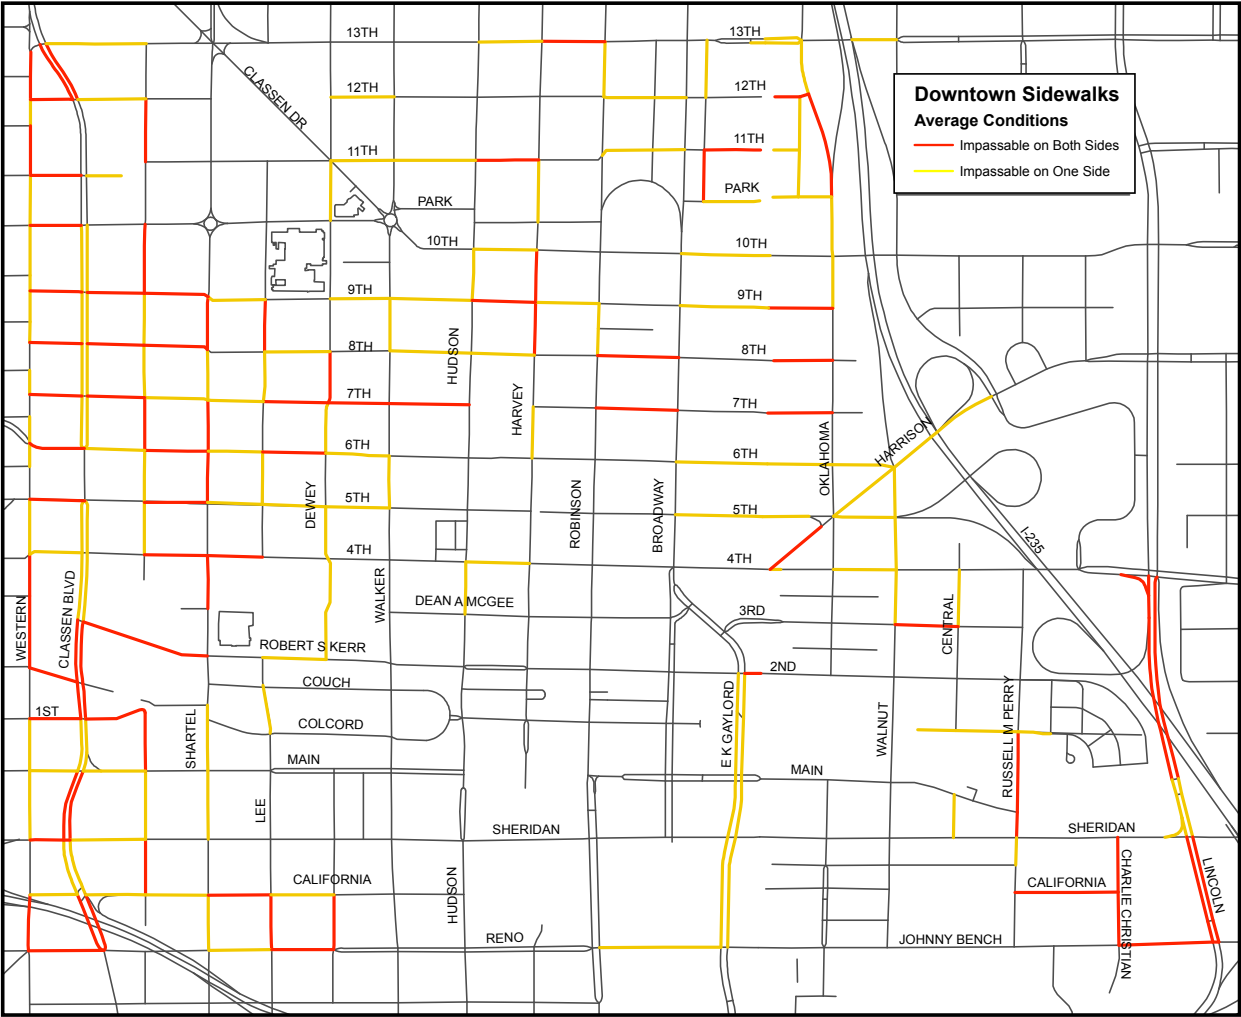 13TH
13TH
CLASSEN DR
12TH
12TH
Downtown Sidewalks
Average Conditions
Impassable on Both Sides
Impassable on One Side
11TH
11TH
PARK
PARK
10TH
10TH
9TH
9TH
8TH
HUDSON
8TH
7TH
HARVEY
7TH
6TH
OKLAHOMA
HARRISON
6TH
5TH
DEWEY
ROBINSON
BROADWAY
5TH
I-235
4TH
4TH
WESTERN
CLASSEN BLVD
WALKER
DEAN A MCGEE
3RD
CENTRAL
ROBERT S KERR
2ND
COUCH
1ST
SHARTEL
COLCORD
E K GAYLORD
WALNUT
RUSSELL M PERRY
MAIN
MAIN
LEE
SHERIDAN
SHERIDAN
CALIFORNIA
HUDSON
CALIFORNIA
CHARLIE CHRISTIAN
LINCOLN
RENO
JOHNNY BENCH